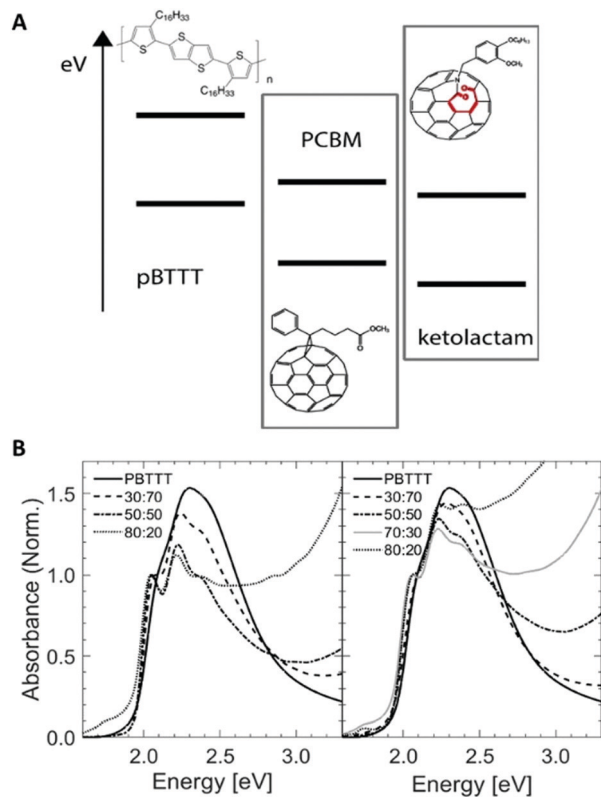 A
eV
C₁₆H₃₃
S
S
S
S
n
C₁₆H₃₃
pBTTT
PCBM
OCH₃
O
OCH₃
N
O
O
ketolactam
B
PBTTT
30:70
50:50
80:20
PBTTT
30:70
50:50
70:30
80:20
Absorbance (Norm.)
1.5
1.0
0.5
0.0
2.0 2.5 3.0
2.0 2.5 3.0
Energy [eV]
Energy [eV]